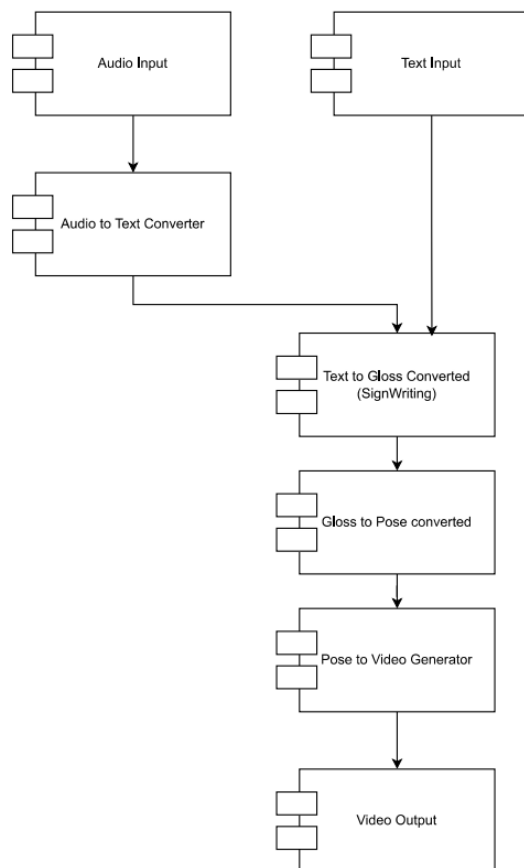 Audio Input
Text Input
Audio to Text Converter
Text to Gloss Converted
(SignWriting)
Gloss to Pose converted
Pose to Video Generator
Video Output